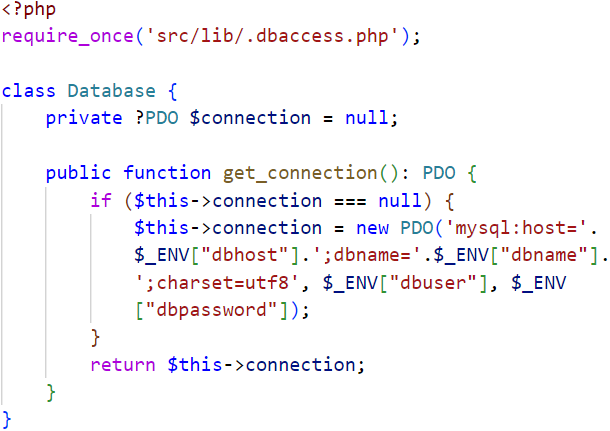 <?php
require_once('src/lib/.dbaccess.php');

class Database {
    private ?PDO $connection = null;

    public function get_connection(): PDO {
        if ($this->connection === null) {
            $this->connection = new PDO('mysql:host='.
            $_ENV["dbhost"].';dbname='.$_ENV["dbname"].
            ';charset=utf8', $_ENV["dbuser"], $_ENV
            ["dbpassword"]);
        }
        return $this->connection;
    }
}